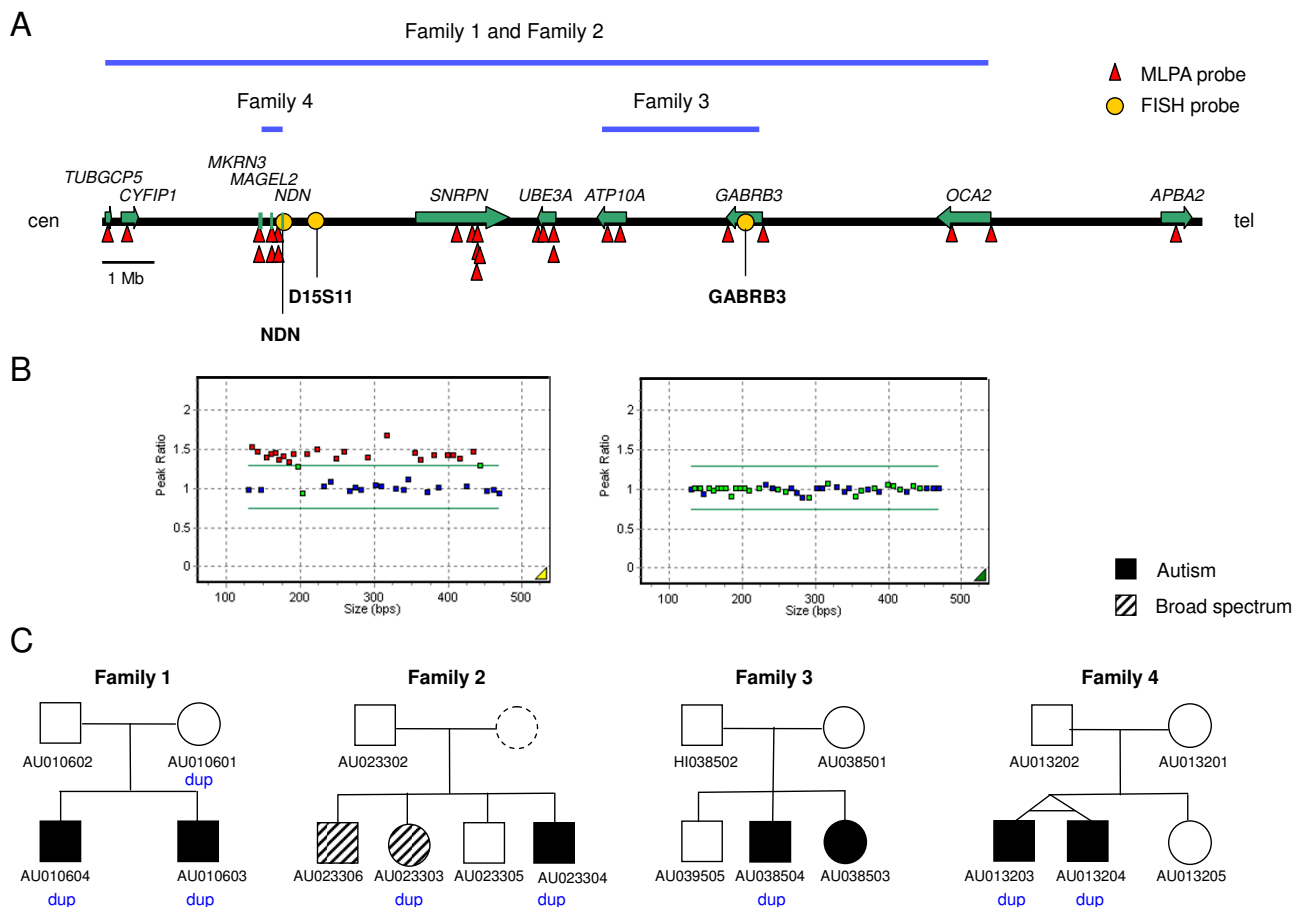 A
Family 1 and Family 2
MLPA probe
FISH probe
Family 4
Family 3
MKRN3
TUBGCP5
MAGEL2
CYFIP1
NDN
SNRPN
UBE3A
ATP10A
GABRB3
OCA2
APBA2
cen
tel
1 Mb
D15S11
GABRB3
NDN
B
Peak Ratio
2
1.5
1
0.5
0
100 200 300 400 500
Size (bps)
Peak Ratio
2
1.5
1
0.5
0
100 200 300 400 500
Size (bps)
Autism
Broad spectrum
C
Family 1
Family 2
Family 3
Family 4
AU010602
AU010601
dup
AU023302
HI038502
AU038501
AU013202
AU013201
AU010604
AU010603
AU023306
AU023303
AU023305
AU023304
AU039505
AU038504
AU038503
AU013203
AU013204
AU013205
dup
dup
dup
dup
dup
dup
dup